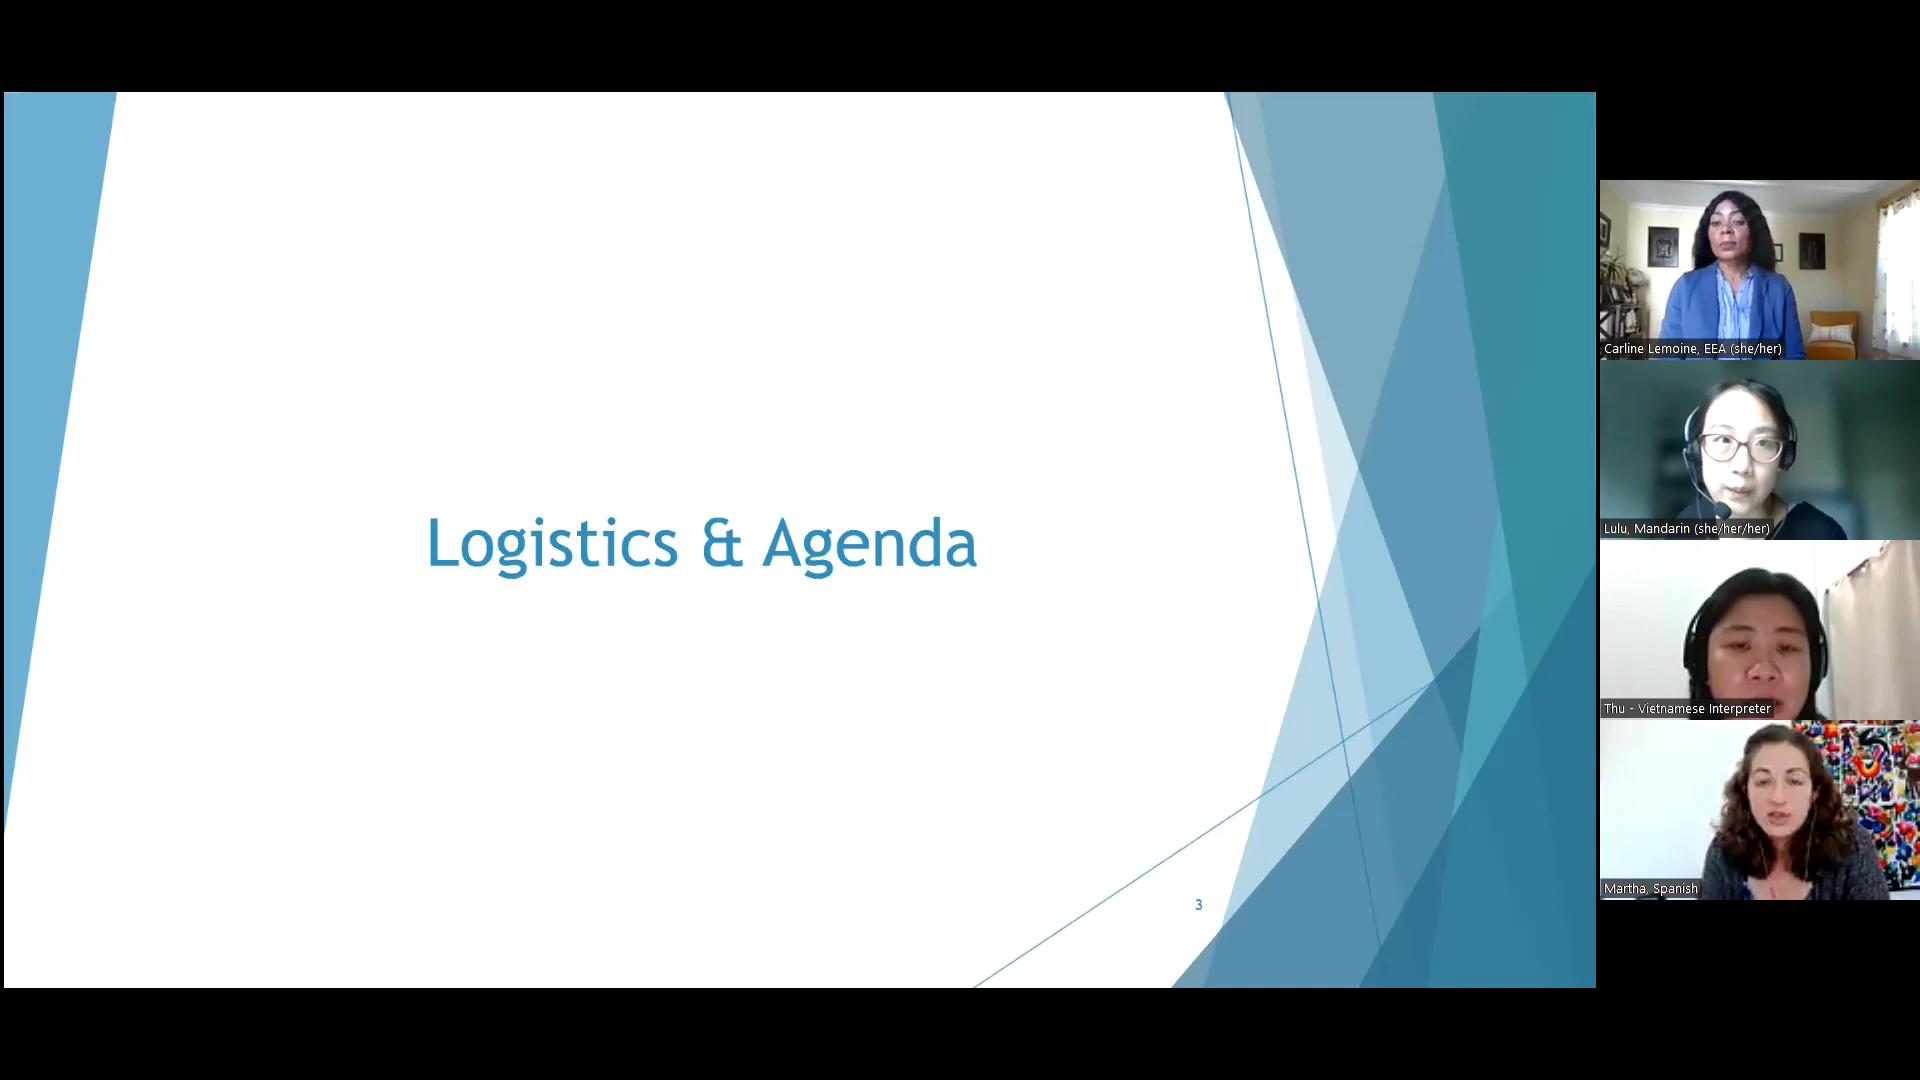 Logistics & Agenda
3
Carline Lemoine, EEA (she/her)
Lulu, Mandarin (she/her/her)
Thu - Vietnamese Interpreter
Martha, Spanish